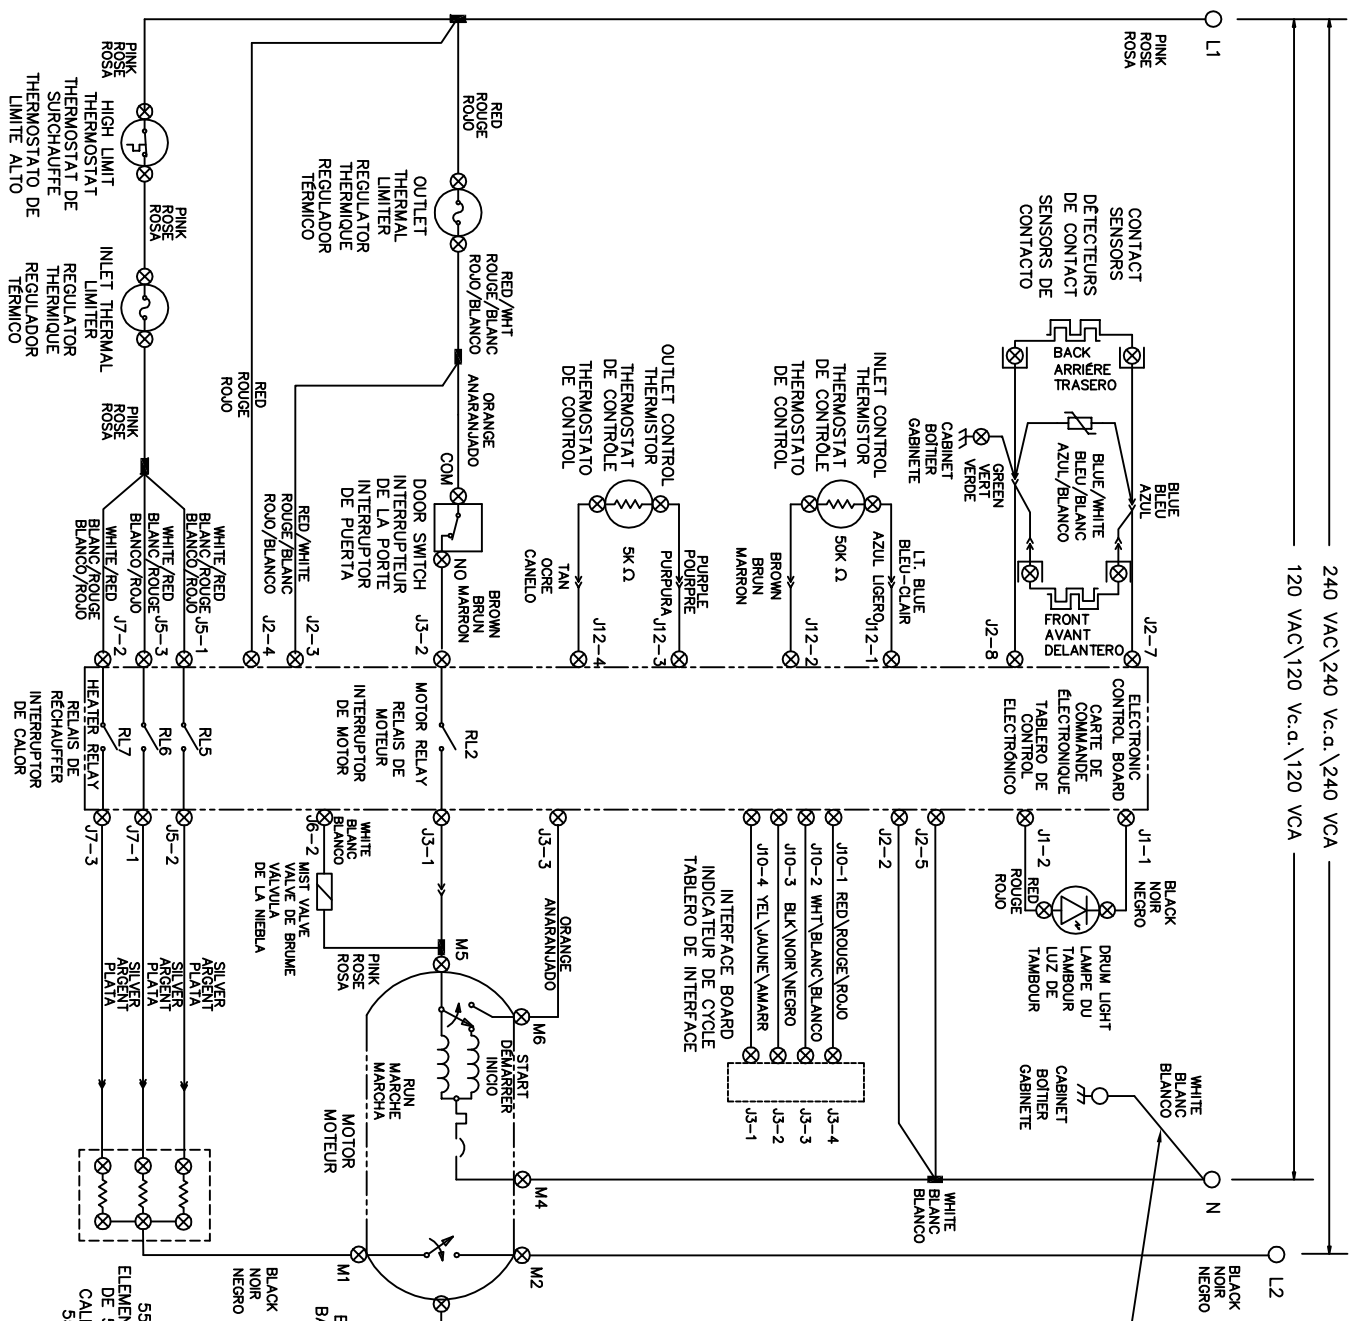 240 VAC\240 Vc.a.\240 VCA
120 VAC\120 Vc.a.\120 VCA
L1
PINK
ROSE
ROSA
CONTACT
SENSORS
DÉTECTEURS
DE CONTACT
SENSORS DE
CONTACTO
BACK
ARRIÉRE
TRASERO
BLUE
BLEU
AZUL
BLUE/WHITE
BLEU/BLANC
AZUL/BLANCO
GREEN
VERT
VERDE
CABINET
BOÎTIER
GABINETE
FRONT
AVANT
DELANTERO
J2-7
J2-8
ELECTRONIC
CONTROL BOARD
CARTE DE
COMMANDE
ÉLECTRONIQUE
TABLERO DE
CONTROL
ELECTRÓNICO
J1-1
BLACK
NOIR
NEGRO
J1-2
RED
ROUGE
ROJO
DRUM LIGHT
LAMPE DU
TAMBOUR
LUZ DE
TAMBOUR
WHITE
BLANC
BLANCO
CABINET
BOÎTIER
GABINETE
N
L2
BLACK
NOIR
NEGRO
INLET CONTROL
THERMISTOR
THERMOSTAT
DE CONTRÔLE
THERMOSTATO
DE CONTROL
50K Ω
LT. BLUE
BLEU-CLAIR
AZUL LIGERO
BROWN
BRUN
MARRON
J12-1
J12-2
OUTLET CONTROL
THERMISTOR
THERMOSTAT
DE CONTRÔLE
THERMOSTATO
DE CONTROL
5K Ω
PURPLE
POURPRE
PURPURA
TAN
OCRE
CANELO
J12-3
J12-4
J2-5
J2-2
WHITE
BLANC
BLANCO
J10-1 RED\ROUGE\ROJO
J10-2 WHT\BLANC\BLANCO
J10-3 BLK\NOIR\NEGRO
J10-4 YEL\JAUNE\AMARR
J3-4
J3-3
J3-2
J3-1
INTERFACE BOARD
INDICATEUR DE CYCLE
TABLERO DE INTERFACE
RED
ROUGE
ROJO
OUTLET
THERMAL
LIMITER
REGULATOR
THERMIQUE
REGULADOR
TÉRMICO
RED/WHT
ROUGE/BLANC
ROJO/BLANCO
ORANGE
ANARANJADO
COM
DOOR SWITCH
INTERRUPTEUR
DE LA PORTE
INTERRUPTOR
DE PUERTA
NO
BROWN
BRUN
MARRON
J3-2
RL2
MOTOR RELAY
RELAIS DE
MOTEUR
INTERRUPTOR
DE MOTOR
J3-3
ORANGE
ANARANJADO
J3-1
J6-2
WHITE
BLANC
BLANCO
MIST VALVE
VALVE DE BRUME
VÁLVULA
DE LA NIEBLA
PINK
ROSE
ROSA
M5
M6
START
DÉMARRER
INICIO
RUN
MARCHE
MARCHA
MOTOR
MOTEUR
M4
M2
M1
RED
ROUGE
ROJO
RED/WHITE
ROUGE/BLANC
ROJO/BLANCO
J2-3
J2-4
PINK
ROSE
ROSA
HIGH LIMIT
THERMOSTAT
THERMOSTAT DE
SURCHAUFFE
THERMOSTATO DE
LIMITE ALTO
PINK
ROSE
ROSA
INLET THERMAL
LIMITER
REGULATOR
THERMIQUE
REGULADOR
TÉRMICO
PINK
ROSE
ROSA
WHITE/RED
BLANC/ROUGE
BLANCO/ROJO
WHITE/RED
BLANC/ROUGE
BLANCO/ROJO
WHITE/RED
BLANC/ROUGE
BLANCO/ROJO
J5-1
J5-3
J7-2
RL5
RL6
RL7
HEATER RELAY
RELAIS DE
RÉCHAUFFER
INTERRUPTOR
DE CALOR
J5-2
J7-1
J7-3
SILVER
ARGENT
PLATA
SILVER
ARGENT
PLATA
SILVER
ARGENT
PLATA
BLACK
NOIR
NEGRO